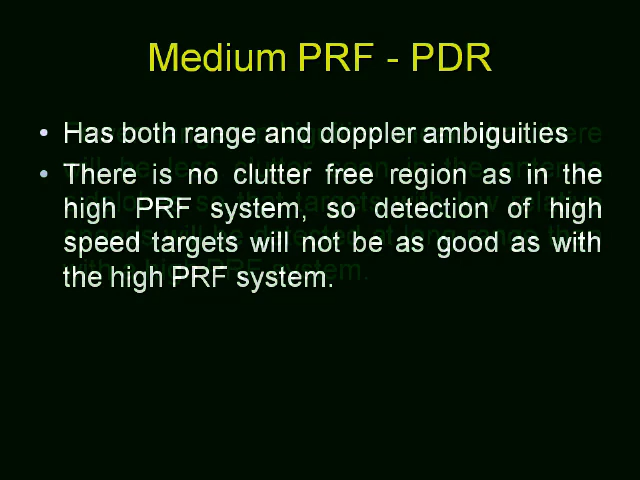 Medium PRF - PDR
• Has both range and doppler ambiguities
• There is no clutter free region as in the
high PRF system, so detection of high
speed targets will not be as good as with
the high PRF system.